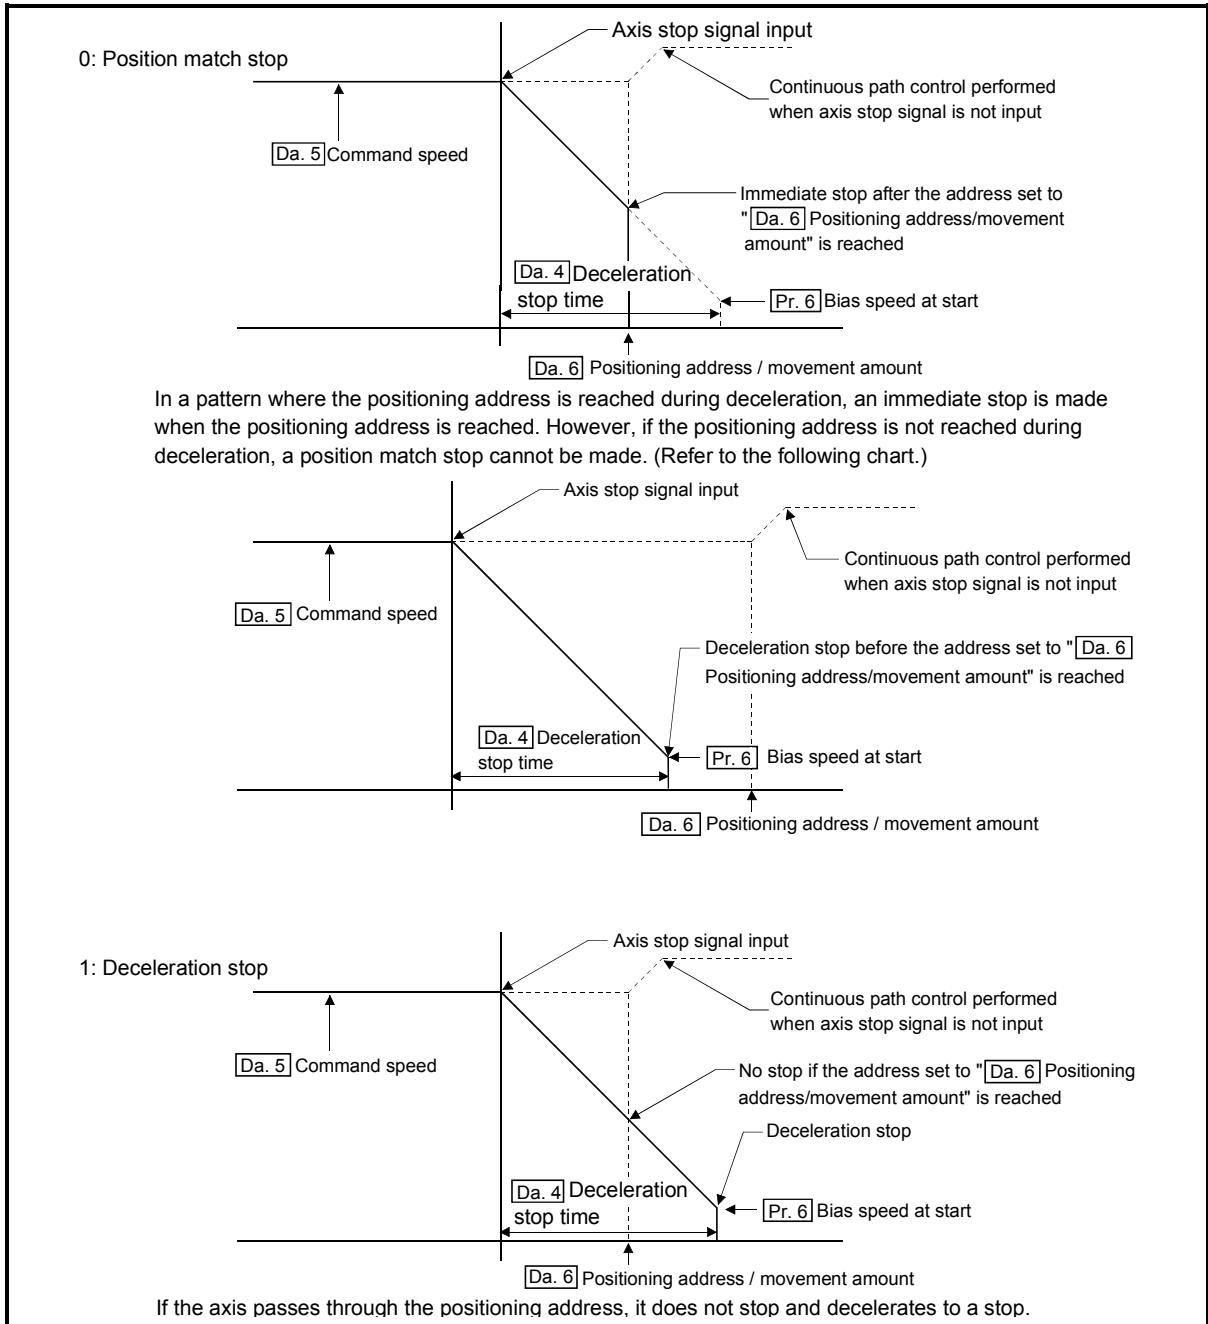 Axis stop signal input
0: Position match stop
Continuous path control performed
when axis stop signal is not input
Da. 5 Command speed
Immediate stop after the address set to
" Da. 6 Positioning address/movement
amount" is reached
Da. 4 Deceleration
stop time
Pr. 6 Bias speed at start
Da. 6 Positioning address / movement amount
In a pattern where the positioning address is reached during deceleration, an immediate stop is made
when the positioning address is reached. However, if the positioning address is not reached during
deceleration, a position match stop cannot be made. (Refer to the following chart.)
Axis stop signal input
Continuous path control performed
when axis stop signal is not input
Da. 5 Command speed
Deceleration stop before the address set to " Da. 6
Positioning address/movement amount" is reached
Da. 4 Deceleration
stop time
Pr. 6 Bias speed at start
Da. 6 Positioning address / movement amount
Axis stop signal input
1: Deceleration stop
Continuous path control performed
when axis stop signal is not input
Da. 5 Command speed
No stop if the address set to " Da. 6 Positioning
address/movement amount" is reached
Deceleration stop
Da. 4 Deceleration
stop time
Pr. 6 Bias speed at start
Da. 6 Positioning address / movement amount
If the axis passes through the positioning address, it does not stop and decelerates to a stop.